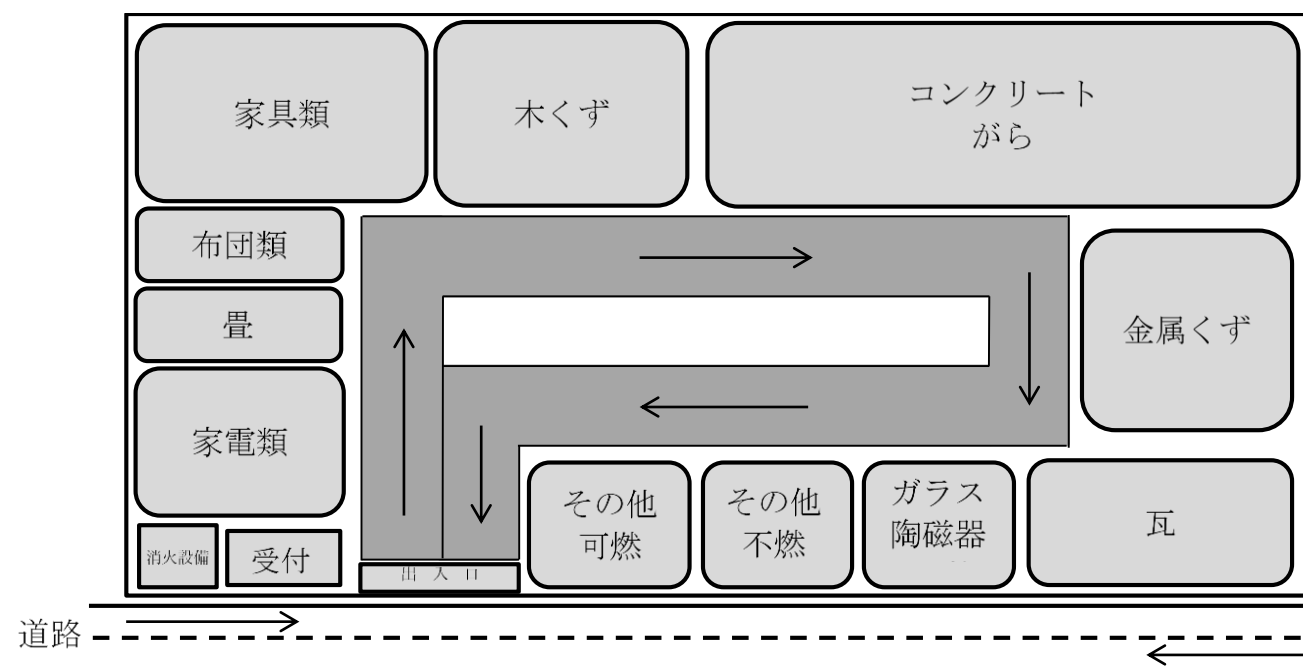 家具類
木くず
コンクリート
がら
布団類
畳
金属くず
家電類
その他
可燃
その他
不燃
ガラス
陶磁器
瓦
消火設備
受付
出入口
道路